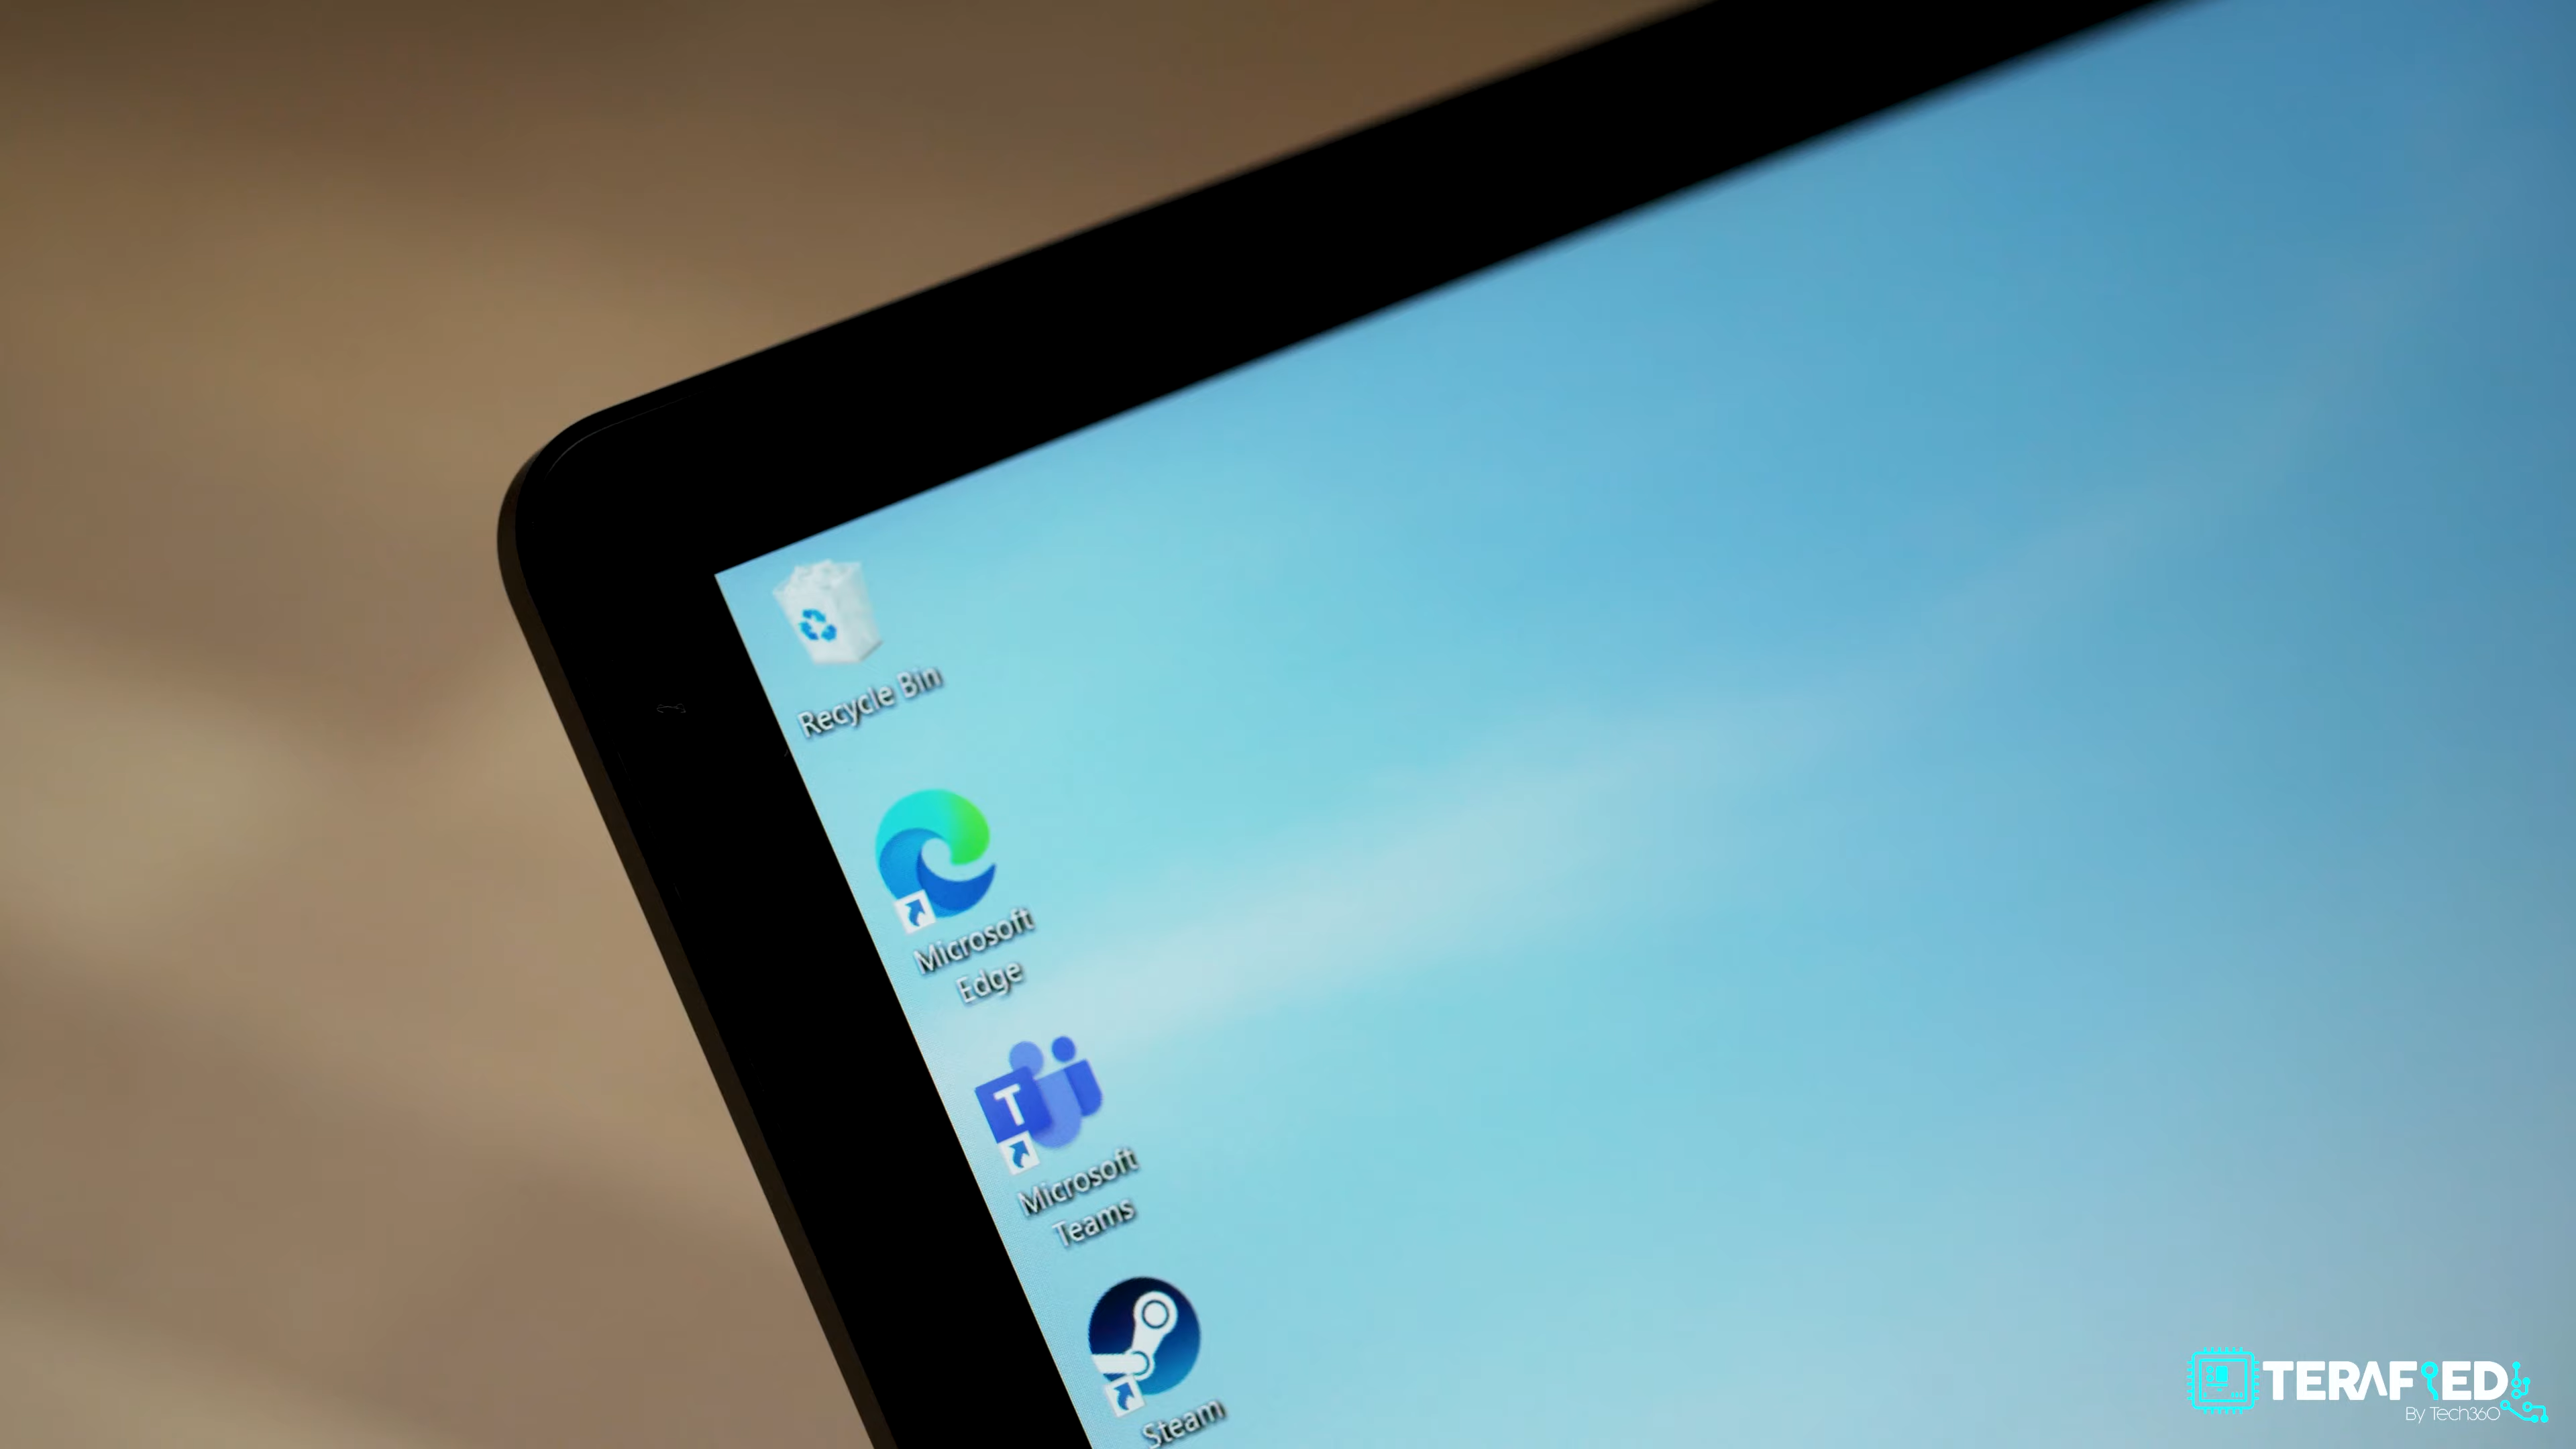 Recycle Bin
Microsoft
Edge
T
Microsoft
Teams
Steam
TERAFIED
By Tech360